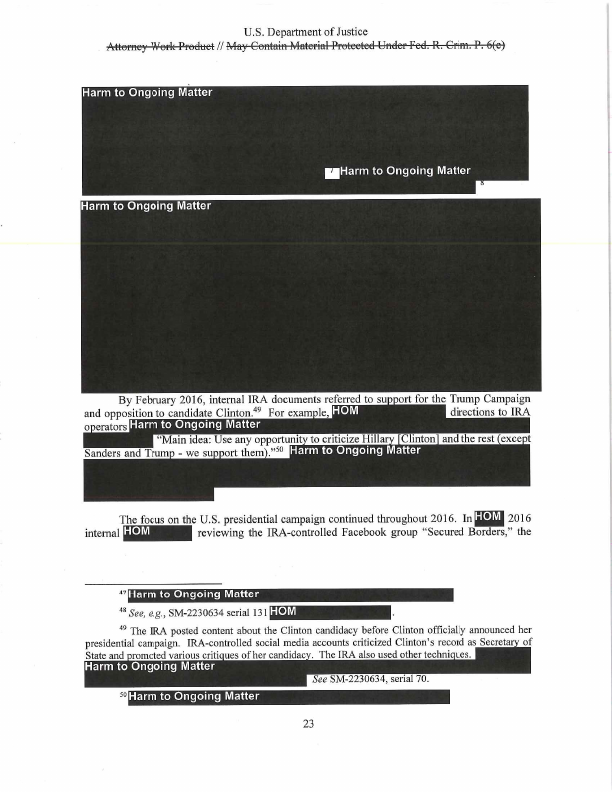 U.S. Department of Justice
Attorney Work Product // May Contain Material Protected Under Fed. R. Crim. P. 6(e)
Harm to Ongoing Matter
7 Harm to Ongoing Matter
8
Harm to Ongoing Matter
By February 2016, internal IRA documents referred to support for the Trump Campaign
and opposition to candidate Clinton.49 For example, HOM directions to IRA
operators Harm to Ongoing Matter
"Main idea: Use any opportunity to criticize Hillary [Clinton] and the rest (except
Sanders and Trump - we support them)."50 Harm to Ongoing Matter
The focus on the U.S. presidential campaign continued throughout 2016. In HOM 2016
internal HOM reviewing the IRA-controlled Facebook group "Secured Borders," the
47 Harm to Ongoing Matter
48 See, e.g., SM-2230634 serial 131 HOM .
49 The IRA posted content about the Clinton candidacy before Clinton officially announced her
presidential campaign. IRA-controlled social media accounts criticized Clinton's record as Secretary of
State and promoted various critiques of her candidacy. The IRA also used other techniques.
Harm to Ongoing Matter
See SM-2230634, serial 70.
50 Harm to Ongoing Matter
23